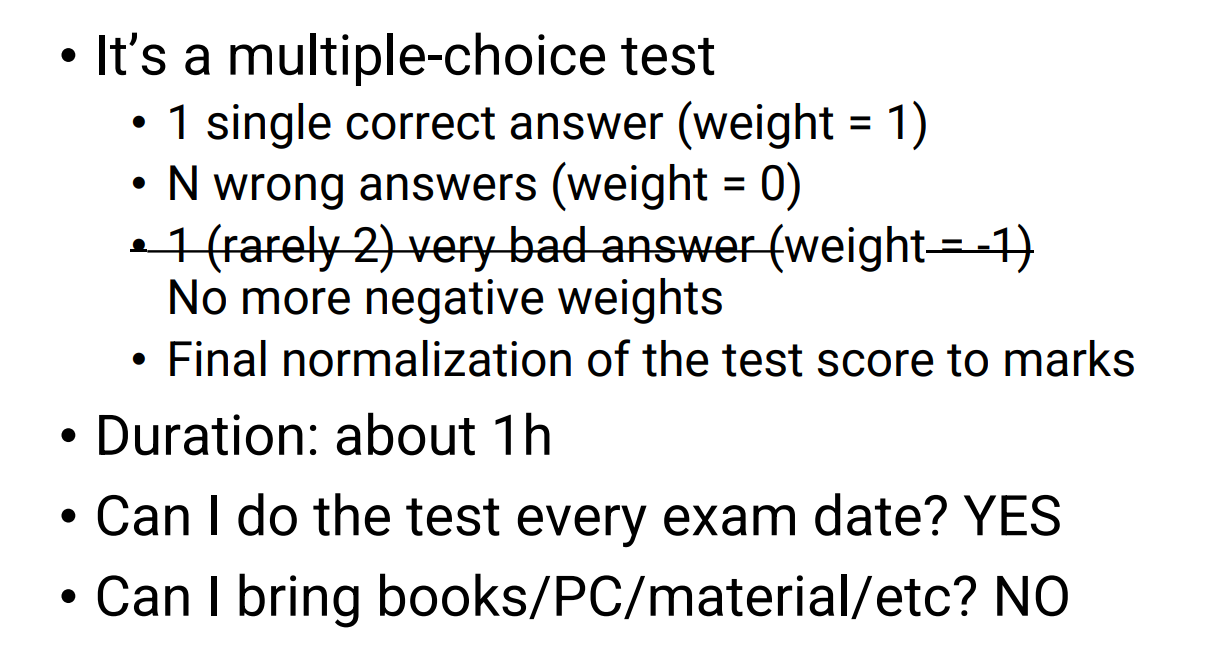 • It’s a multiple-choice test
• 1 single correct answer (weight = 1)
• N wrong answers (weight = 0)
• 1 (rarely 2) very bad answer (weight = -1)
No more negative weights
• Final normalization of the test score to marks
• Duration: about 1h
• Can I do the test every exam date? YES
• Can I bring books/PC/material/etc? NO